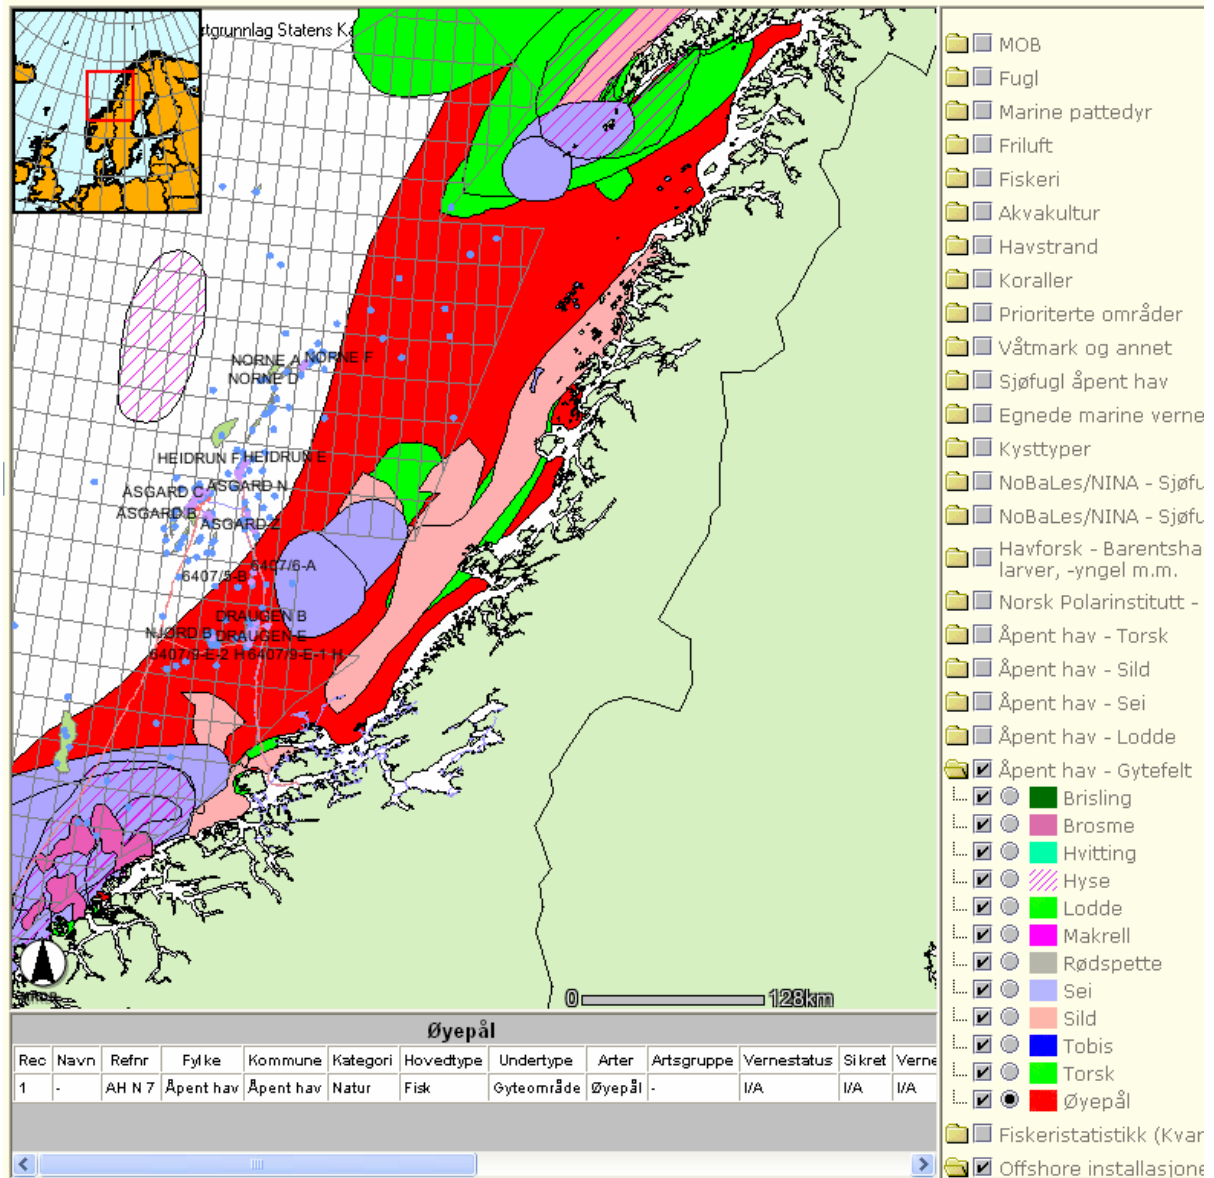 rtgrunnlag Statens Ka
NORNE A NORNE F
NORNE D
HEIDRUN F HEIDRUN E
ÅSGARD C ÅSGARD N
ÅSGARD B ÅSGARD Z
6407/6-A
6407/5-B
DRAUGEN B
NJORD B DRAUGEN E
6407/9-E-2 H 6407/9-E-1 H
0 128km
MOB
Fugl
Marine pattedyr
Friluft
Fiskeri
Akvakultur
Havstrand
Koraller
Prioriterte områder
Våtmark og annet
Sjøfugl åpent hav
Egnede marine verne
Kysttyper
NoBaLes/NINA - Sjøfu
NoBaLes/NINA - Sjøfu
Havforsk - Barentsha
larver, -yngel m.m.
Norsk Polarinstitutt -
Åpent hav - Torsk
Åpent hav - Sild
Åpent hav - Sei
Åpent hav - Lodde
Åpent hav - Gytefelt
Brisling
Brosme
Hvitting
Hyse
Lodde
Makrell
Rødspette
Sei
Sild
Tobis
Torsk
Øyepål
Fiskeristatistikk (Kvar
Offshore installasjone
Øyepål
Rec Navn Refnr Fylke Kommune Kategori Hovedtype Undertype Arter Artsgruppe Vernestatus Sikret Verne
1 - AH N 7 Åpent hav Åpent hav Natur Fisk Gyteområde Øyepål - I/A I/A I/A